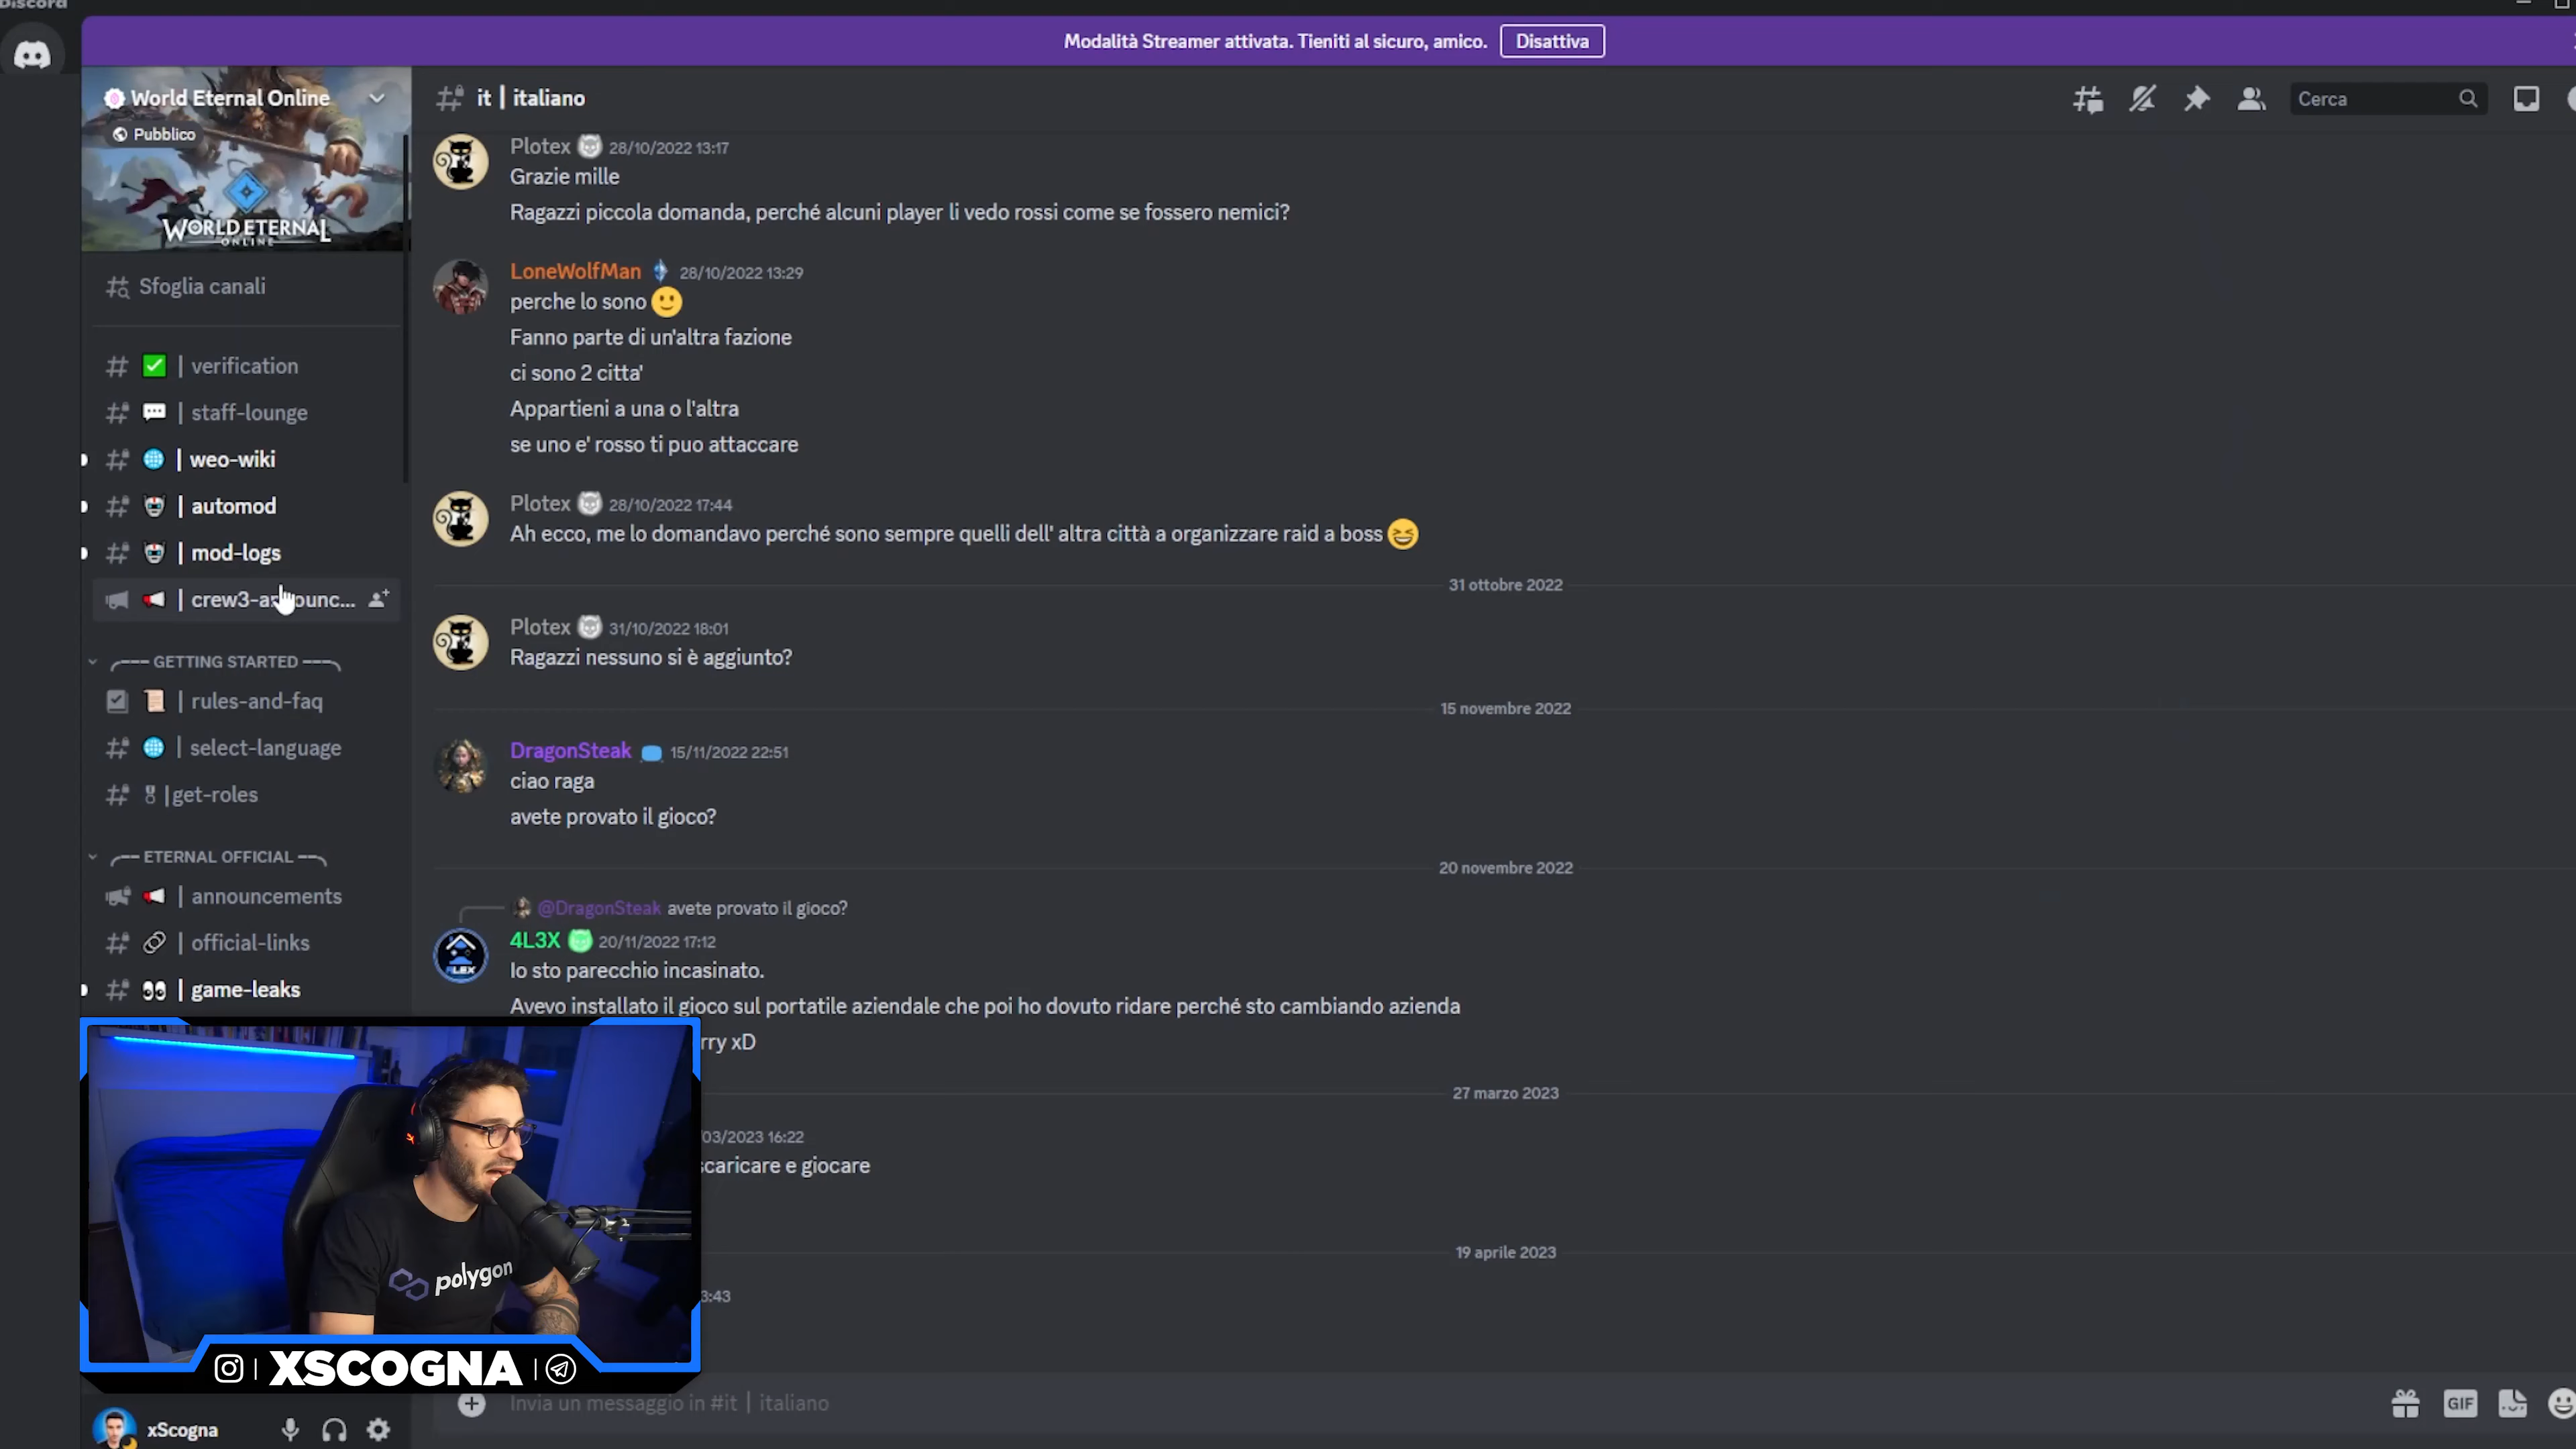 Discord
Modalità Streamer attivata. Tieniti al sicuro, amico.
Disattiva
World Eternal Online
Pubblico
WORLD ETERNAL
ONLINE
Sfoglia canali
| verification
| staff-lounge
| weo-wiki
| automod
| mod-logs
| crew3-announc...
GETTING STARTED
| rules-and-faq
| select-language
| get-roles
ETERNAL OFFICIAL
| announcements
| official-links
| game-leaks
it | italiano
Cerca
Plotex 28/10/2022 13:17
Grazie mille
Ragazzi piccola domanda, perché alcuni player li vedo rossi come se fossero nemici?
LoneWolfMan 28/10/2022 13:29
perche lo sono 🙂
Fanno parte di un'altra fazione
ci sono 2 citta'
Appartieni a una o l'altra
se uno e' rosso ti puo attaccare
Plotex 28/10/2022 17:44
Ah ecco, me lo domandavo perché sono sempre quelli dell' altra città a organizzare raid a boss 😆
31 ottobre 2022
Plotex 31/10/2022 18:01
Ragazzi nessuno si è aggiunto?
15 novembre 2022
DragonSteak 15/11/2022 22:51
ciao raga
avete provato il gioco?
20 novembre 2022
@DragonSteak avete provato il gioco?
4L3X 20/11/2022 17:12
Io sto parecchio incasinato.
Avevo installato il gioco sul portatile aziendale che poi ho dovuto ridare perché sto cambiando azienda
rry xD
27 marzo 2023
/03/2023 16:22
scaricare e giocare
19 aprile 2023
3:43
ALEX
polygon
XSCOGNA
Invia un messaggio in #it | italiano
GIF
xScogna